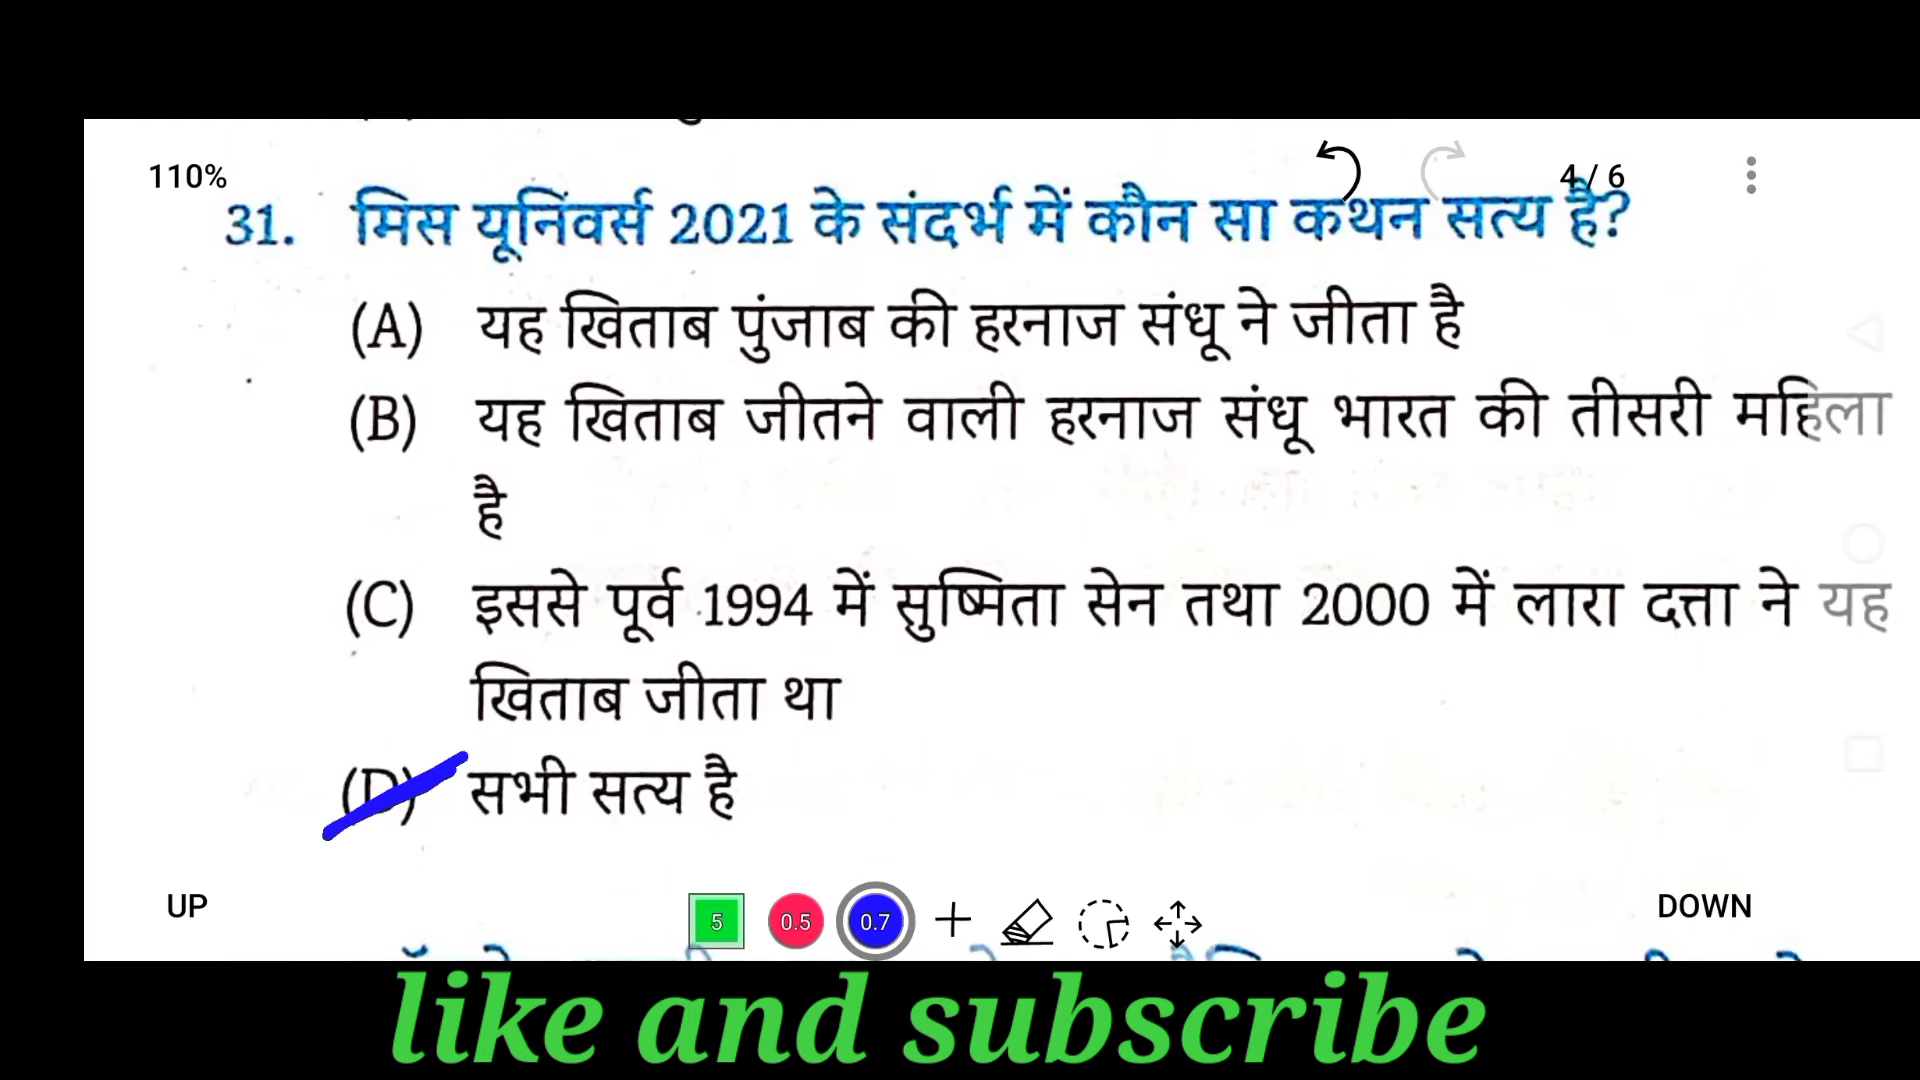 110%
4 / 6
31. मिस यूनिवर्स 2021 के संदर्भ में कौन सा कथन सत्य है?
(A) यह खिताब पुंजाब की हरनाज संधू ने जीता है
(B) यह खिताब जीतने वाली हरनाज संधू भारत की तीसरी महिला
है
(C) इससे पूर्व 1994 में सुष्मिता सेन तथा 2000 में लारा दत्ता ने यह
खिताब जीता था
(D) सभी सत्य है
UP
5
0.5
0.7
DOWN
like and subscribe